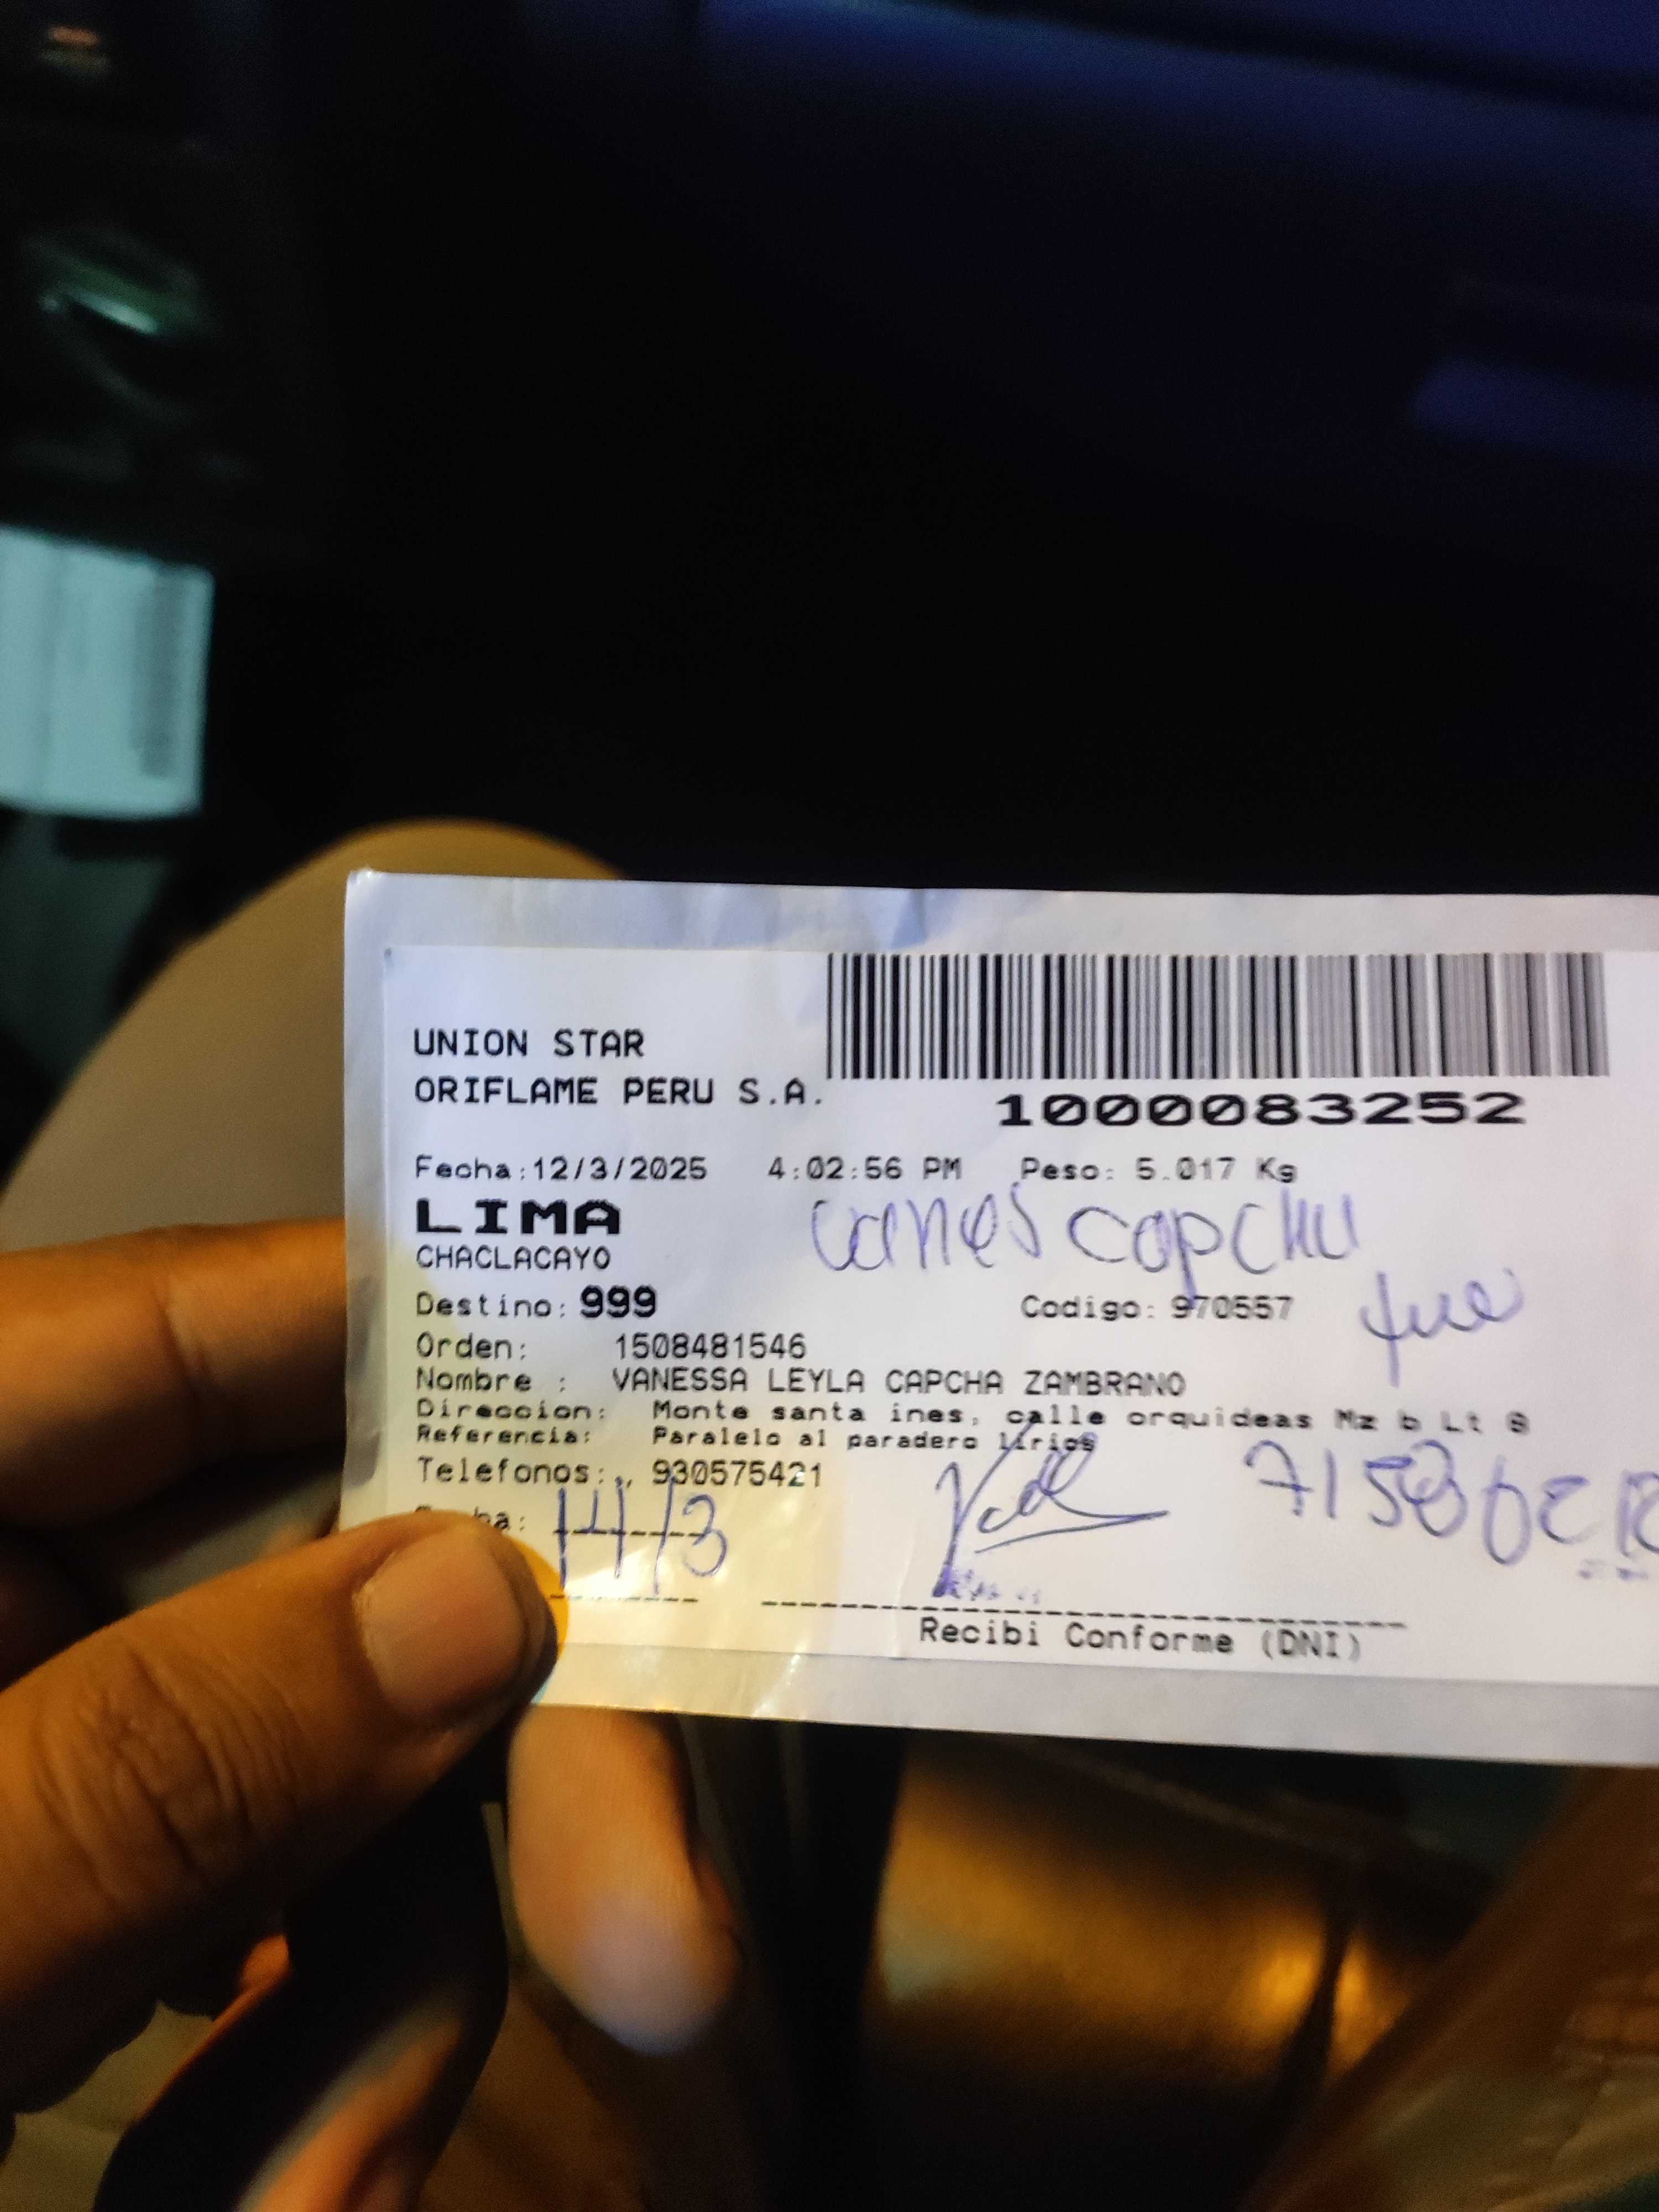 UNION STAR
ORIFLAME PERU S.A.
1000083252
Fecha:12/3/2025 4:02:56 PM Peso: 5.017 Kg
LIMA
CHACLACAYO
Destino: 999 Codigo: 970557
Orden: 1508481546
Nombre : VANESSA LEYLA CAPCHA ZAMBRANO
Direccion: Monte santa ines, calle orquideas Mz b Lt
Referencia: Paralelo al paradero lirios
Telefonos: , 930575421
14/3
Recibi Conforme (DNI)